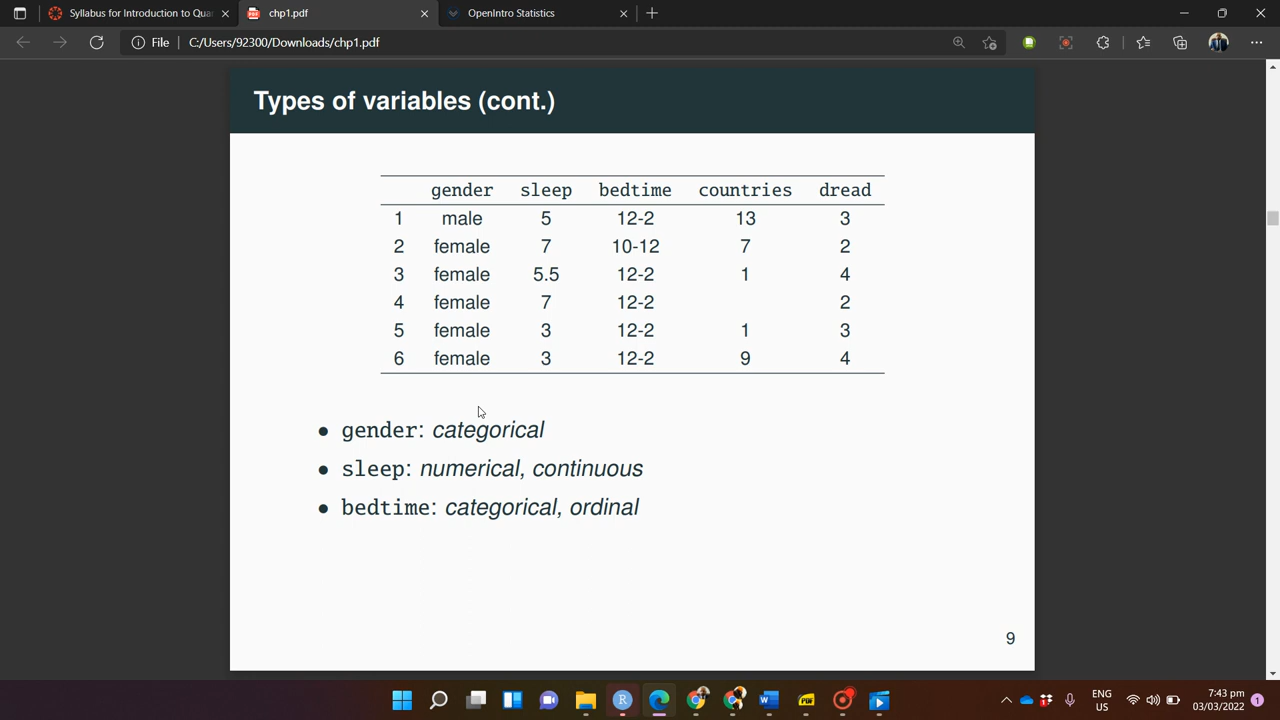 Syllabus for Introduction to Qua
chp1.pdf
OpenIntro Statistics
File
C:/Users/92300/Downloads/chp1.pdf
Types of variables (cont.)
gender sleep bedtime countries dread
1 male 5 12-2 13 3
2 female 7 10-12 7 2
3 female 5.5 12-2 1 4
4 female 7 12-2 2
5 female 3 12-2 1 3
6 female 3 12-2 9 4
• gender: categorical
• sleep: numerical, continuous
• bedtime: categorical, ordinal
9
ENG
US
7:43 pm
03/03/2022
1